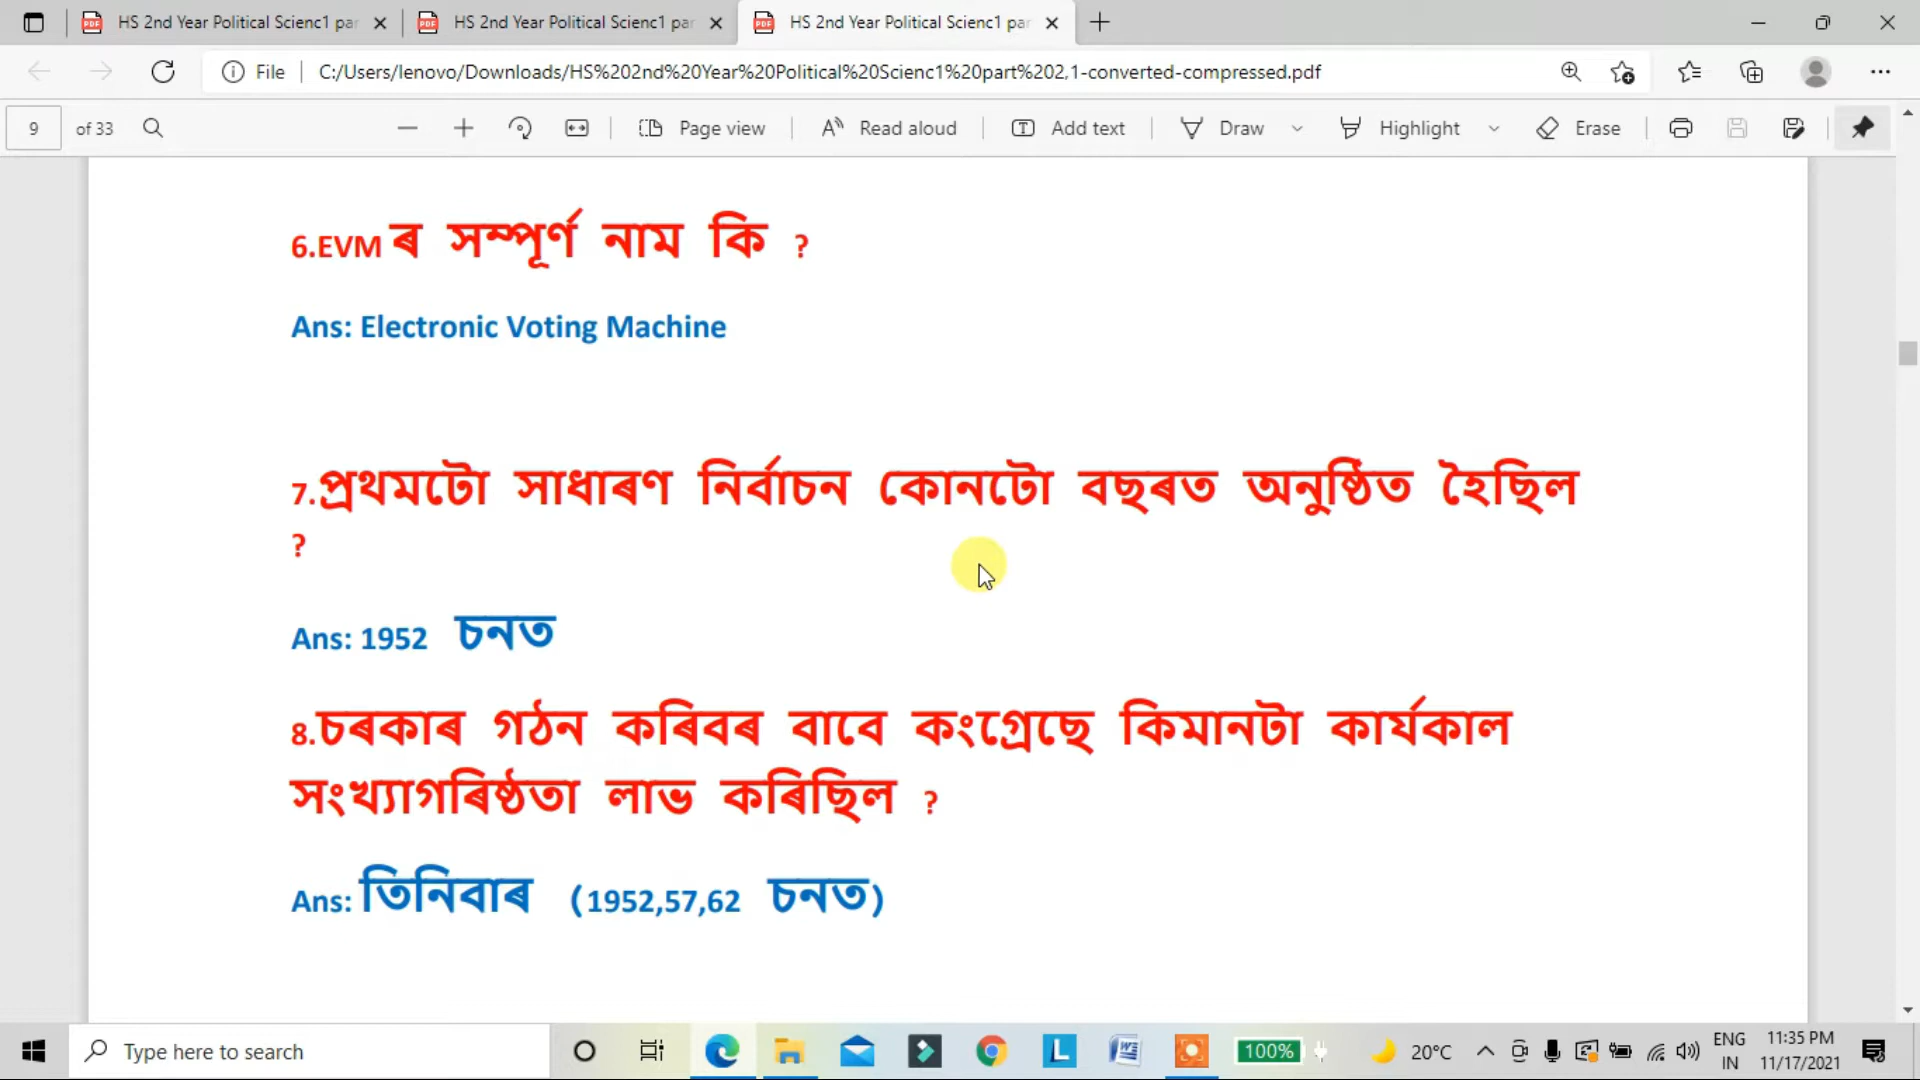 HS 2nd Year Political Scienc1 par
HS 2nd Year Political Scienc1 par
HS 2nd Year Political Scienc1 par
File
C:/Users/lenovo/Downloads/HS%202nd%20Year%20Political%20Scienc1%20part%202,1-converted-compressed.pdf
9 of 33
Page view
Read aloud
Add text
Draw
Highlight
Erase
6.EVM ৰ সম্পূৰ্ণ নাম কি ?
Ans: Electronic Voting Machine
7.প্ৰথমটো সাধাৰণ নিৰ্বাচন কোনটো বছৰত অনুষ্ঠিত হৈছিল
?
Ans: 1952 চনত
8.চৰকাৰ গঠন কৰিবৰ বাবে কংগ্ৰেছে কিমানটা কাৰ্যকাল
সংখ্যাগৰিষ্ঠতা লাভ কৰিছিল ?
Ans: তিনিবাৰ (1952,57,62 চনত)
Type here to search
100%
20°C
ENG
IN
11:35 PM
11/17/2021